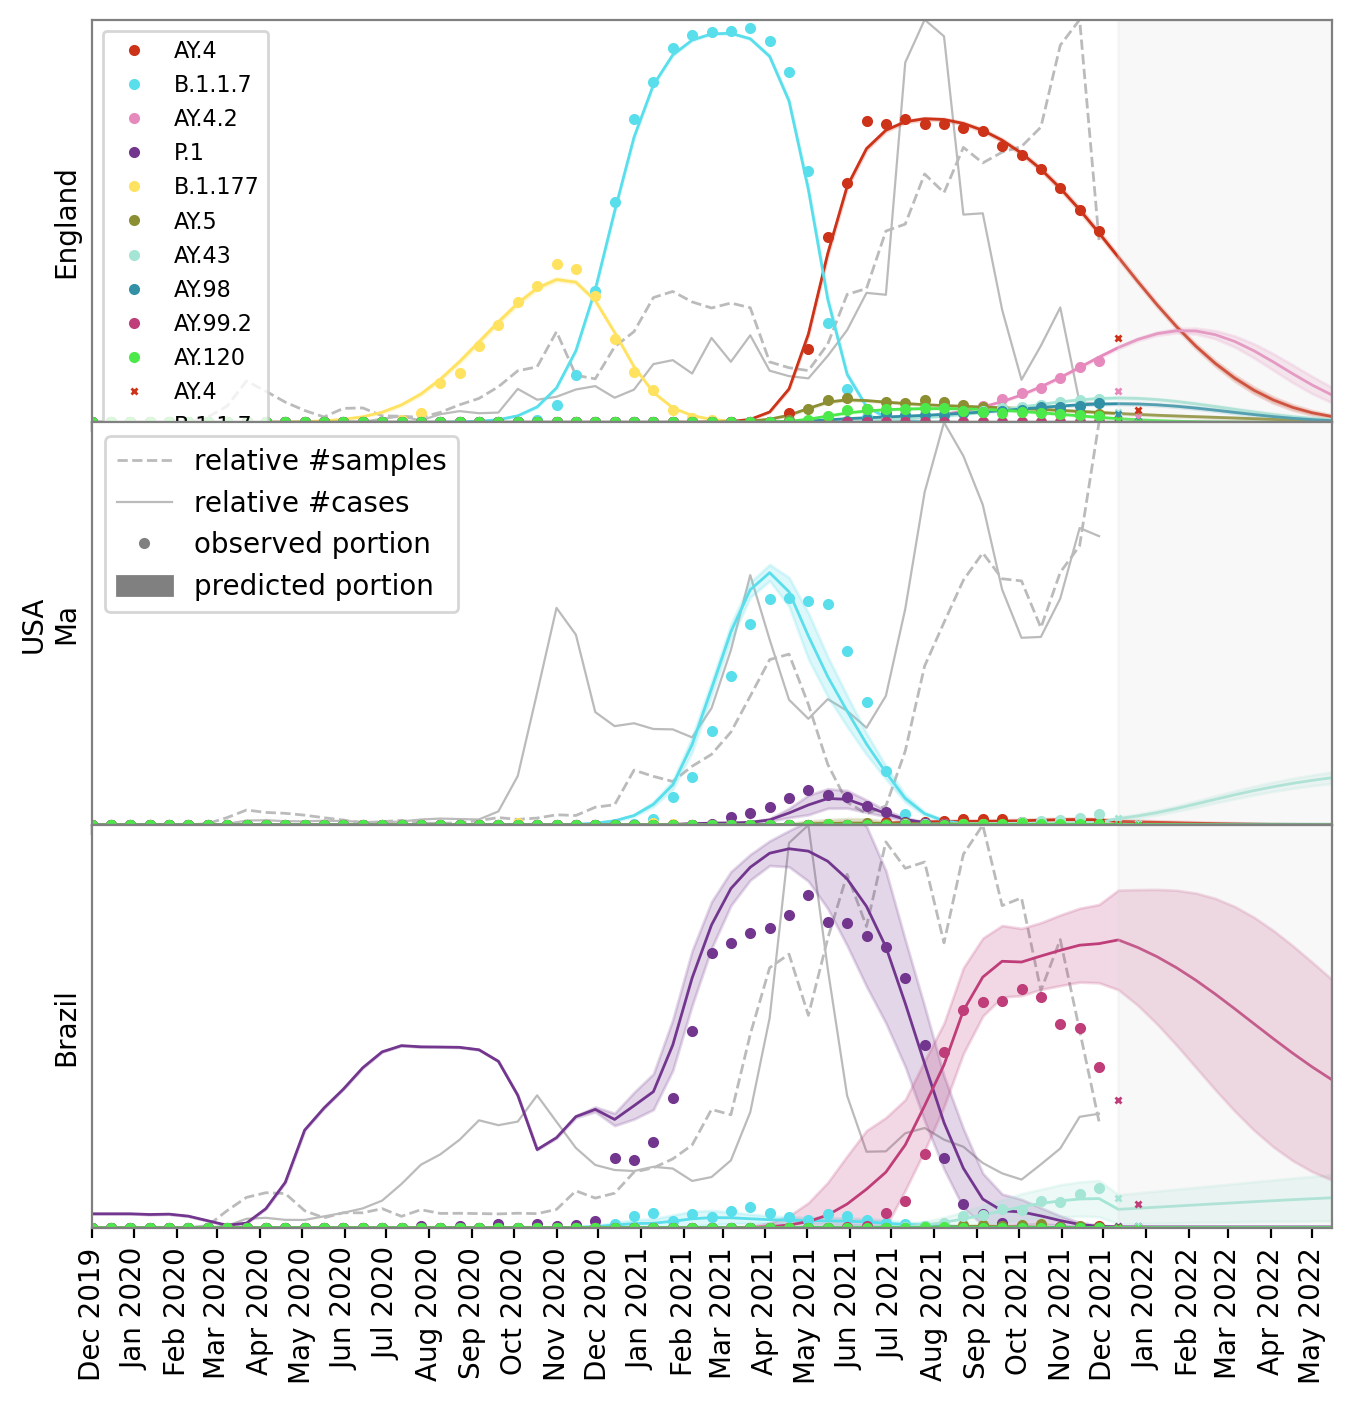 AY.4
B.1.1.7
AY.4.2
P.1
B.1.177
AY.5
AY.43
AY.98
AY.99.2
AY.120
AY.4
B.1.1.7
England
relative #samples
relative #cases
observed portion
predicted portion
USA
Ma
Brazil
Dec 2019
Jan 2020
Feb 2020
Mar 2020
Apr 2020
May 2020
Jun 2020
Jul 2020
Aug 2020
Sep 2020
Oct 2020
Nov 2020
Dec 2020
Jan 2021
Feb 2021
Mar 2021
Apr 2021
May 2021
Jun 2021
Jul 2021
Aug 2021
Sep 2021
Oct 2021
Nov 2021
Dec 2021
Jan 2022
Feb 2022
Mar 2022
Apr 2022
May 2022